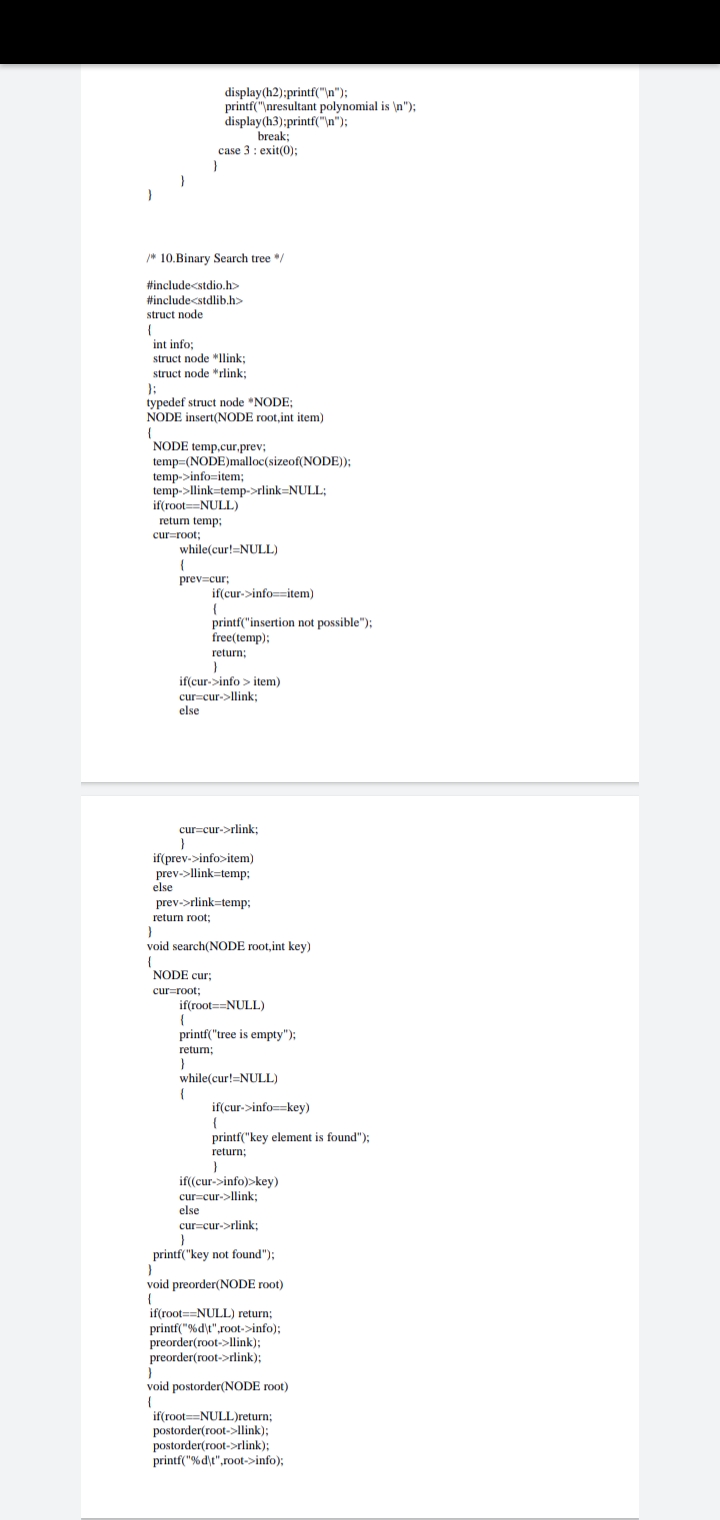 display(h2);printf("\n");
printf("\nresultant polynomial is \n");
display(h3);printf("\n");
break;
case 3 : exit(0);
}
}
}
/* 10.Binary Search tree */
#include<stdio.h>
#include<stdlib.h>
struct node
{
int info;
struct node *llink;
struct node *rlink;
};
typedef struct node *NODE;
NODE insert(NODE root,int item)
{
NODE temp,cur,prev;
temp=(NODE)malloc(sizeof(NODE));
temp->info=item;
temp->llink=temp->rlink=NULL;
if(root==NULL)
return temp;
cur=root;
while(cur!=NULL)
{
prev=cur;
if(cur->info==item)
{
printf("insertion not possible");
free(temp);
return;
}
if(cur->info > item)
cur=cur->llink;
else
cur=cur->rlink;
}
if(prev->info>item)
prev->llink=temp;
else
prev->rlink=temp;
return root;
}
void search(NODE root,int key)
{
NODE cur;
cur=root;
if(root==NULL)
{
printf("tree is empty");
return;
}
while(cur!=NULL)
{
if(cur->info==key)
{
printf("key element is found");
return;
}
if((cur->info)>key)
cur=cur->llink;
else
cur=cur->rlink;
}
printf("key not found");
}
void preorder(NODE root)
{
if(root==NULL) return;
printf("%d\t",root->info);
preorder(root->llink);
preorder(root->rlink);
}
void postorder(NODE root)
{
if(root==NULL)return;
postorder(root->llink);
postorder(root->rlink);
printf("%d\t",root->info);